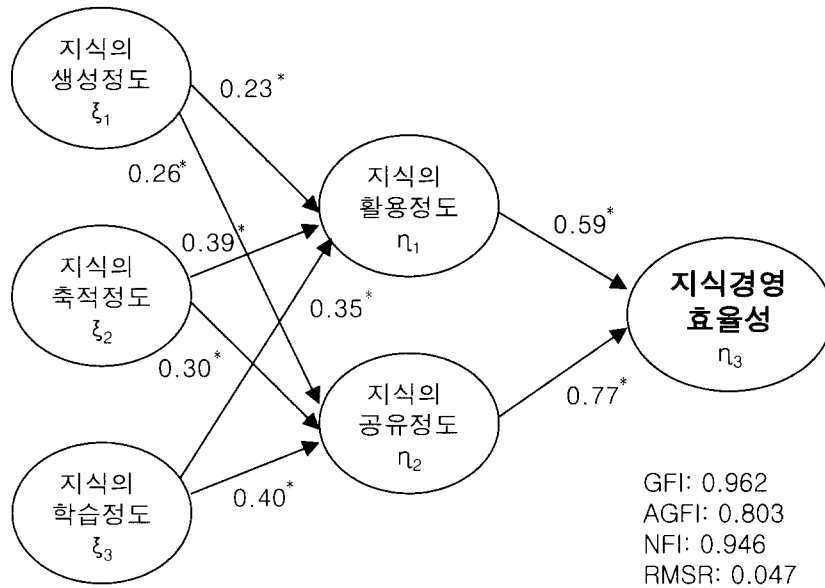 지식의
생성정도
ξ₁
0.23*
0.26*
지식의
활용정도
η₁
0.59*
지식의
축적정도
ξ₂
0.39*
0.35*
0.30*
지식경영
효율성
η₃
지식의
공유정도
η₂
0.77*
지식의
학습정도
ξ₃
0.40*
GFI: 0.962
AGFI: 0.803
NFI: 0.946
RMSR: 0.047